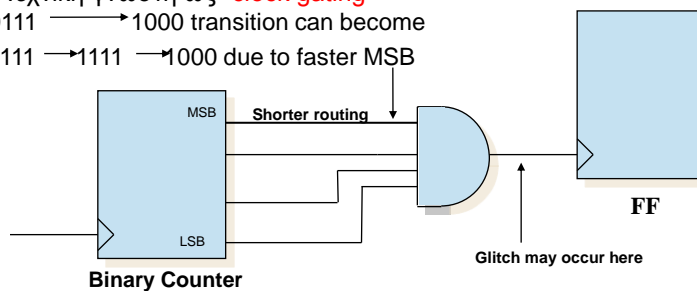 clock gating
0111 → 1000 transition can become
111 → 1111 → 1000 due to faster MSB
MSB
Shorter routing
FF
LSB
Glitch may occur here
Binary Counter